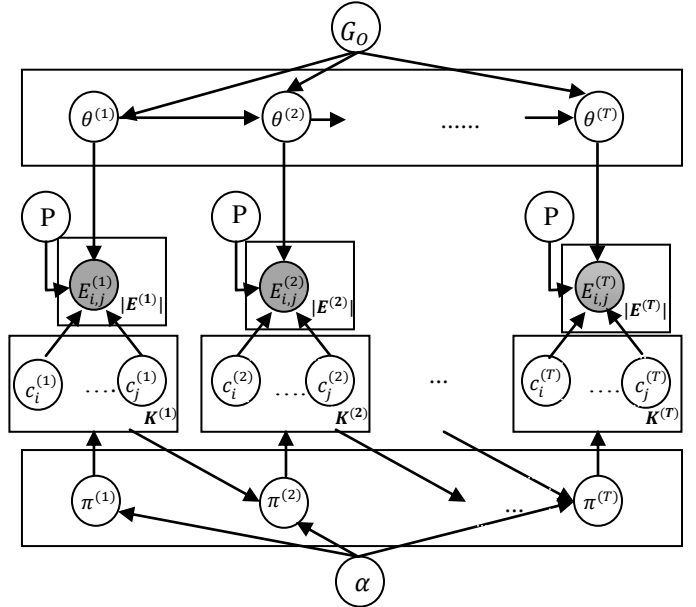 G_O
θ^(1) θ^(2) ...... θ^(T)
P P P
E_{i,j}^(1) |E^(1)| E_{i,j}^(2) |E^(2)| E_{i,j}^(T) |E^(T)|
c_i^(1) .... c_j^(1) c_i^(2) .... c_j^(2) ... c_i^(T) .... c_j^(T)
K^(1) K^(2) K^(T)
π^(1) π^(2) ... π^(T)
α